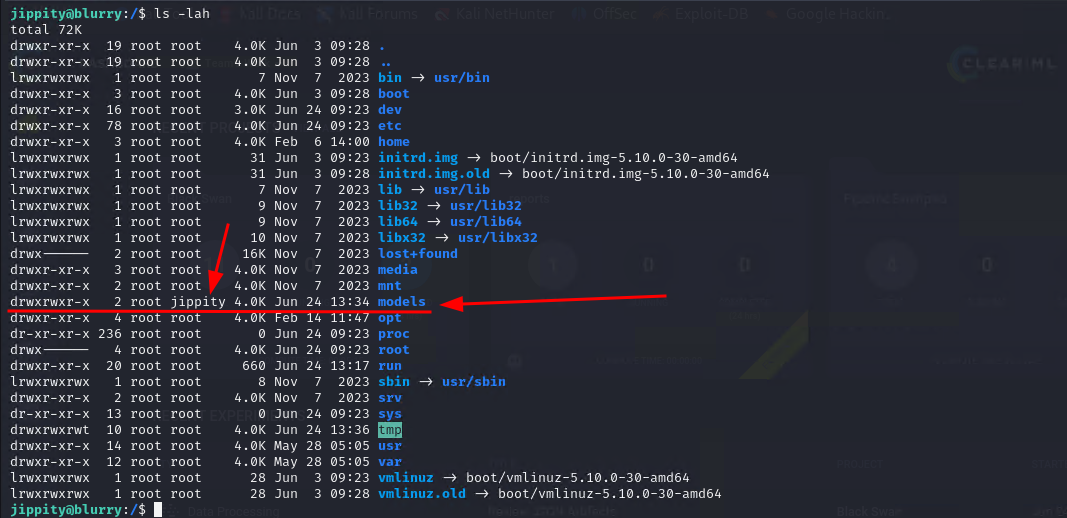 jippity@blurry:/$ ls -lah
total 72K
drwxr-xr-x  19 root root    4.0K Jun  3 09:28 .
drwxr-xr-x  19 root root    4.0K Jun  3 09:28 ..
lrwxrwxrwx   1 root root       7 Nov  7  2023 bin -> usr/bin
drwxr-xr-x   3 root root    4.0K Jun  3 09:28 boot
drwxr-xr-x  16 root root    3.0K Jun 24 09:23 dev
drwxr-xr-x  78 root root    4.0K Jun 24 09:23 etc
drwxr-xr-x   3 root root    4.0K Feb  6 14:00 home
lrwxrwxrwx   1 root root      31 Jun  3 09:23 initrd.img -> boot/initrd.img-5.10.0-30-amd64
lrwxrwxrwx   1 root root      31 Jun  3 09:28 initrd.img.old -> boot/initrd.img-5.10.0-30-amd64
lrwxrwxrwx   1 root root       7 Nov  7  2023 lib -> usr/lib
lrwxrwxrwx   1 root root       9 Nov  7  2023 lib32 -> usr/lib32
lrwxrwxrwx   1 root root       9 Nov  7  2023 lib64 -> usr/lib64
lrwxrwxrwx   1 root root      10 Nov  7  2023 libx32 -> usr/libx32
drwx------   2 root root     16K Nov  7  2023 lost+found
drwxr-xr-x   3 root root    4.0K Nov  7  2023 media
drwxr-xr-x   2 root root    4.0K Nov  7  2023 mnt
drwxrwxr-x   2 root jippity 4.0K Jun 24 13:34 models
drwxr-xr-x   4 root root    4.0K Feb 14 11:47 opt
dr-xr-xr-x 236 root root       0 Jun 24 09:23 proc
drwx------   4 root root    4.0K Jun 24 09:23 root
drwxr-xr-x  20 root root     660 Jun 24 13:17 run
lrwxrwxrwx   1 root root       8 Nov  7  2023 sbin -> usr/sbin
drwxr-xr-x   2 root root    4.0K Nov  7  2023 srv
dr-xr-xr-x  13 root root       0 Jun 24 09:23 sys
drwxrwxrwt  10 root root    4.0K Jun 24 13:36 tmp
drwxr-xr-x  14 root root    4.0K May 28 05:05 usr
drwxr-xr-x  12 root root    4.0K May 28 05:05 var
lrwxrwxrwx   1 root root      28 Jun  3 09:28 vmlinuz -> boot/vmlinuz-5.10.0-30-amd64
lrwxrwxrwx   1 root root      28 Jun  3 09:28 vmlinuz.old -> boot/vmlinuz-5.10.0-30-amd64
jippity@blurry:/$
Kali Docs
Kali Forums
Kali NetHunter
OffSec
Exploit-DB
Google Hackin...
CLEAR|ML